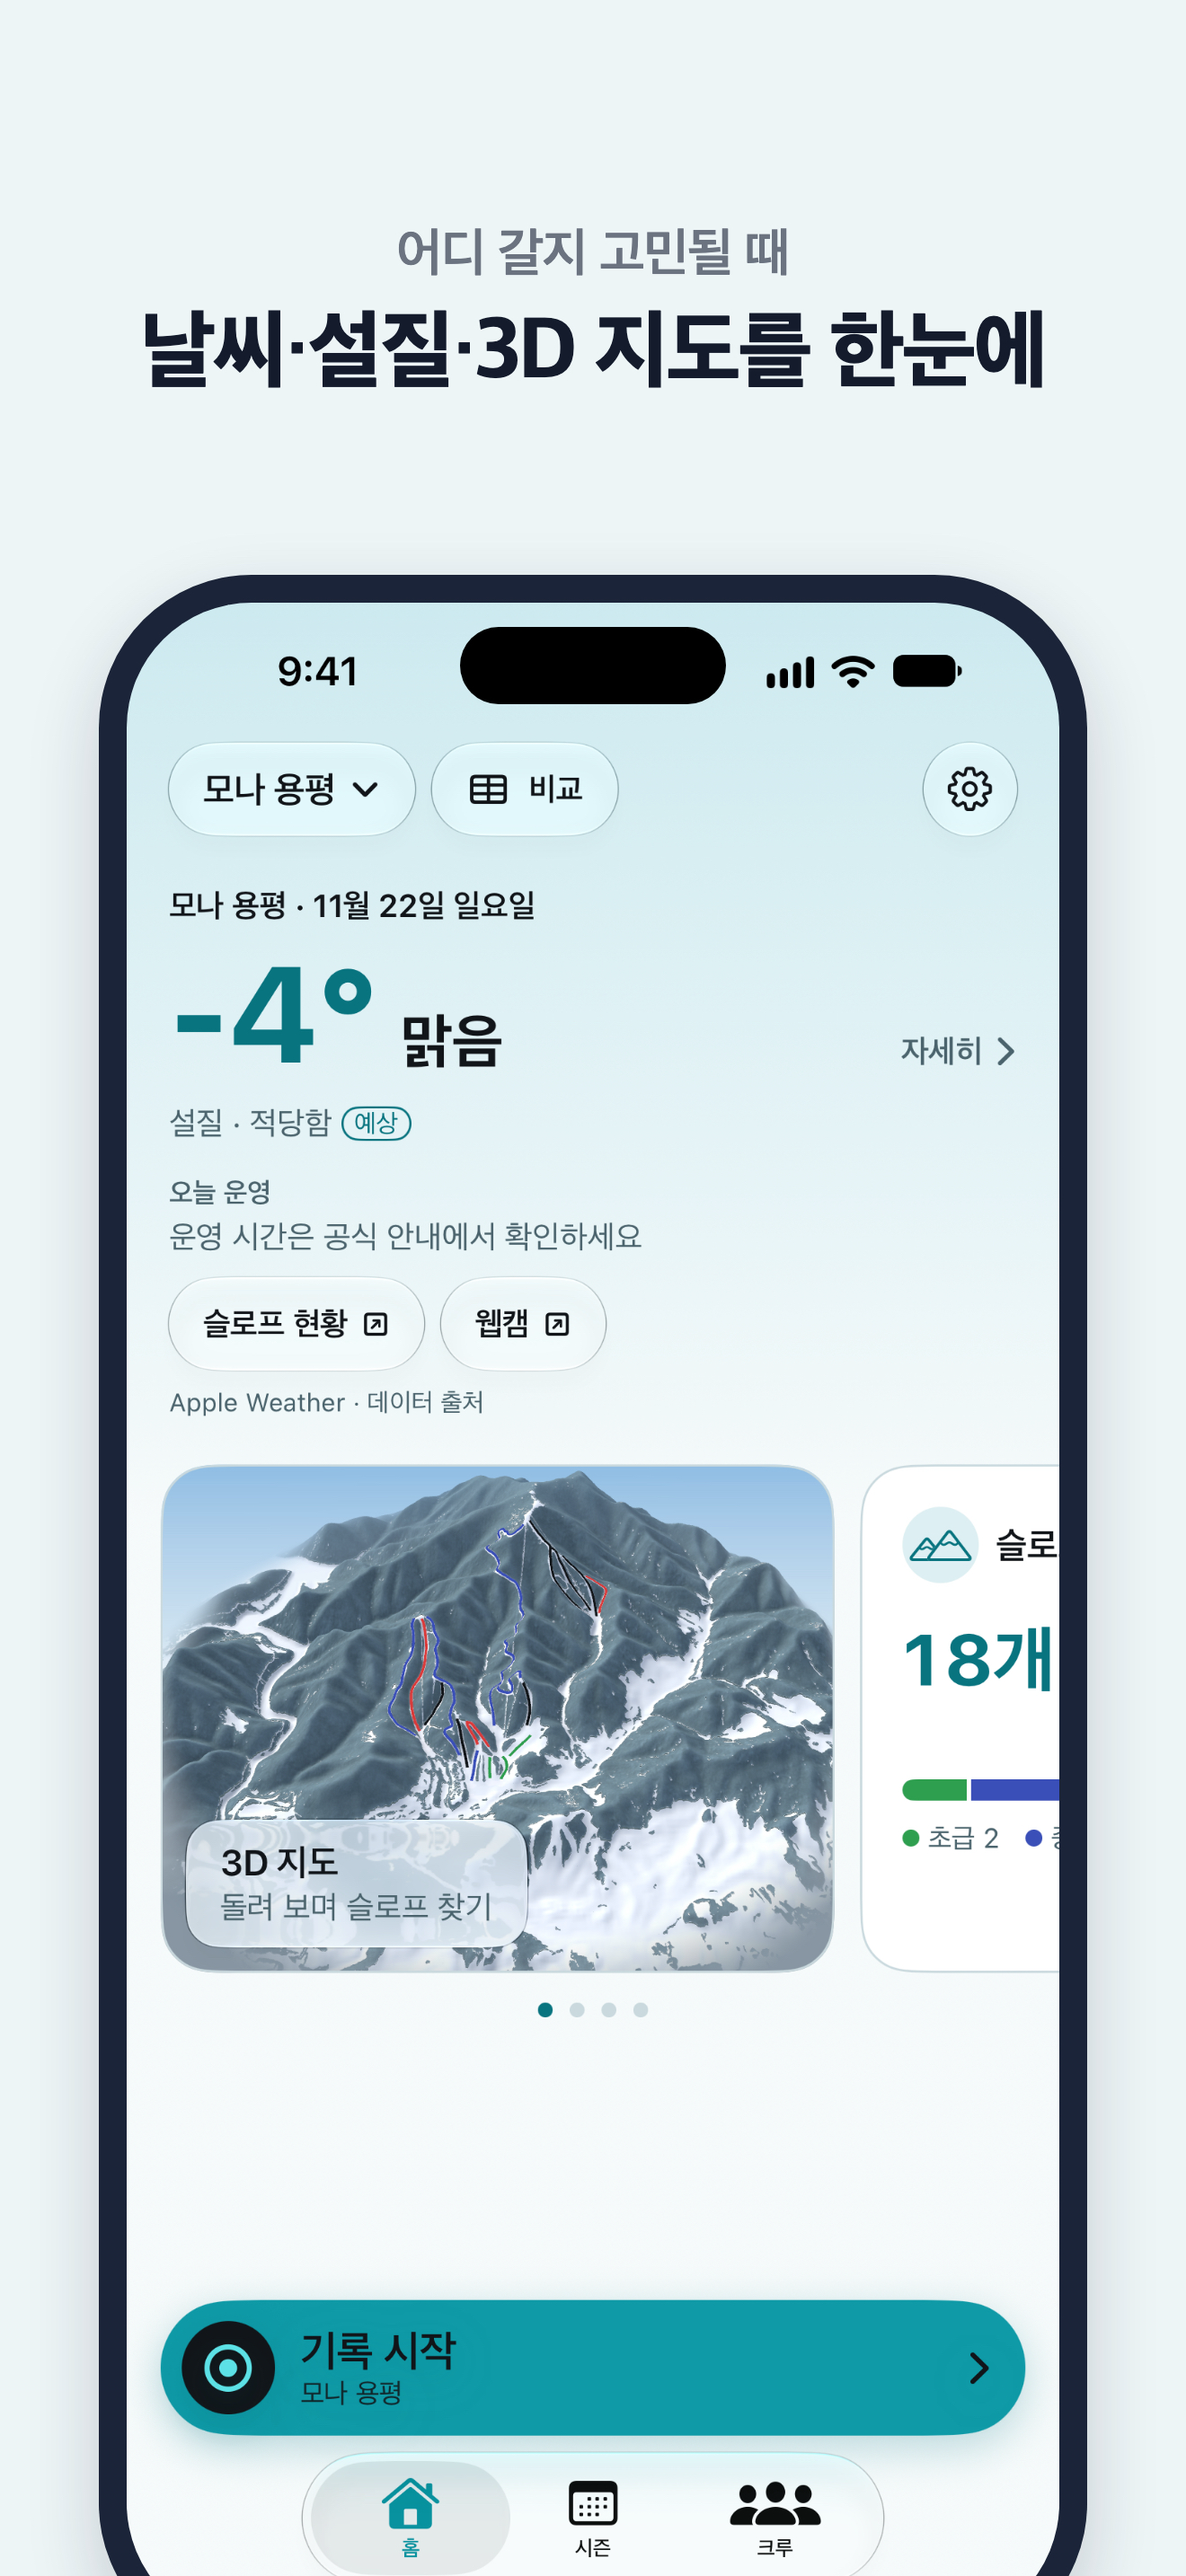 어디 갈지 고민될 때
날씨·설질·3D 지도를 한눈에
9:41
모나 용평
비교
모나 용평 · 11월 22일 일요일
-4° 맑음
자세히
설질 · 적당함 예상
오늘 운영
운영 시간은 공식 안내에서 확인하세요
슬로프 현황
웹캠
Apple Weather · 데이터 출처
3D 지도
돌려 보며 슬로프 찾기
슬로
18개
초급 2
기록 시작
모나 용평
홈
시즌
크루